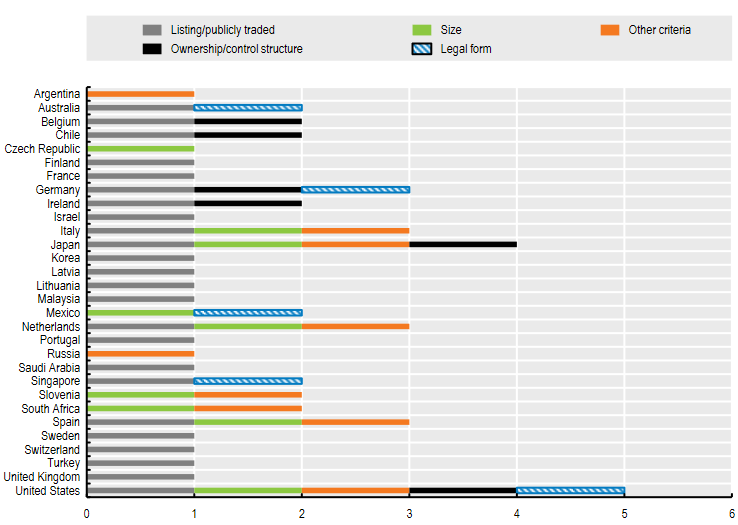 Listing/publicly traded Size Other criteria
Ownership/control structure Legal form
Argentina
Australia
Belgium
Chile
Czech Republic
Finland
France
Germany
Ireland
Israel
Italy
Japan
Korea
Latvia
Lithuania
Malaysia
Mexico
Netherlands
Portugal
Russia
Saudi Arabia
Singapore
Slovenia
South Africa
Spain
Sweden
Switzerland
Turkey
United Kingdom
United States
0 1 2 3 4 5 6